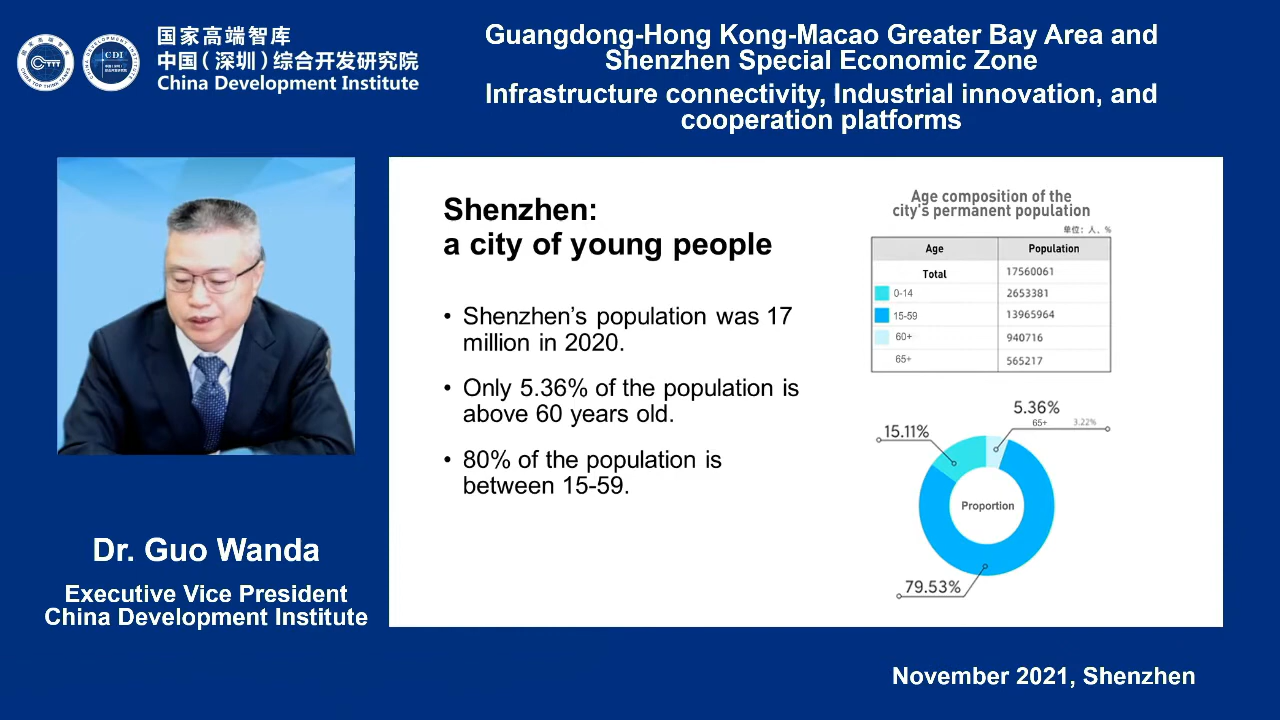 国家高端智库
中国（深圳）综合开发研究院
China Development Institute
CDI
Guangdong-Hong Kong-Macao Greater Bay Area and
Shenzhen Special Economic Zone
Infrastructure connectivity, Industrial innovation, and
cooperation platforms
Shenzhen:
a city of young people
• Shenzhen’s population was 17
million in 2020.
• Only 5.36% of the population is
above 60 years old.
• 80% of the population is
between 15-59.
Age composition of the
city's permanent population
单位：人、%
Age Population
Total 17560061
0-14 2653381
15-59 13965964
60+ 940716
65+ 565217
5.36%
65+ 3.22%
15.11%
Proportion
79.53%
Dr. Guo Wanda
Executive Vice President
China Development Institute
November 2021, Shenzhen